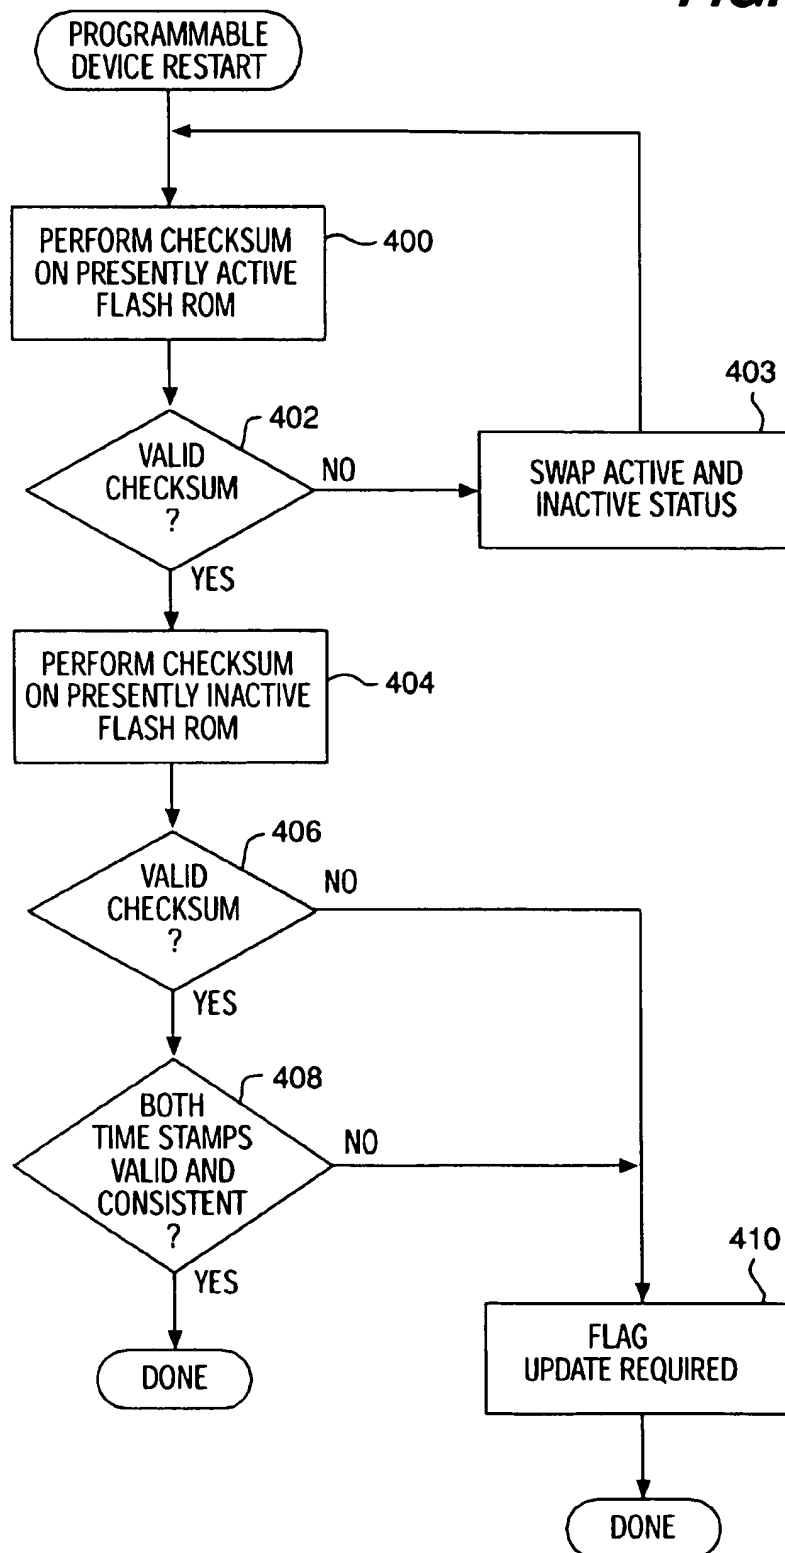 PROGRAMMABLE
DEVICE RESTART
PERFORM CHECKSUM
ON PRESENTLY ACTIVE
FLASH ROM
400
403
402
VALID
CHECKSUM
?
NO
SWAP ACTIVE AND
INACTIVE STATUS
YES
PERFORM CHECKSUM
ON PRESENTLY INACTIVE
FLASH ROM
404
406
VALID
CHECKSUM
?
NO
YES
408
BOTH
TIME STAMPS
VALID AND
CONSISTENT
?
NO
YES
410
FLAG
UPDATE REQUIRED
DONE
DONE